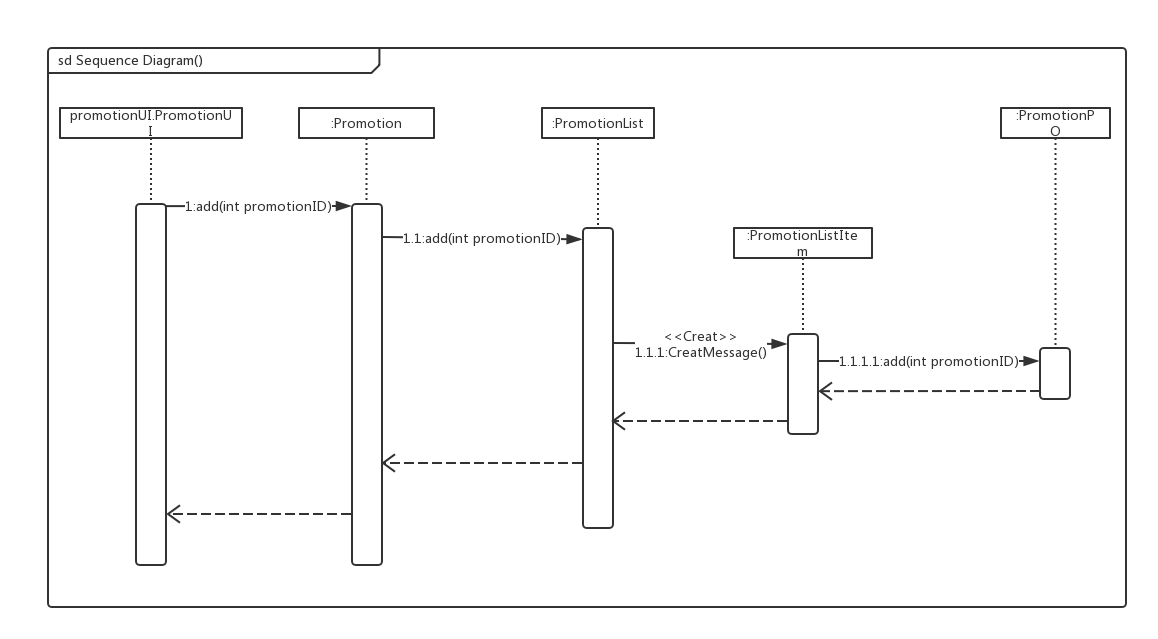 sd Sequence Diagram()
promotionUI.PromotionU
I
:Promotion
:PromotionList
:PromotionP
O
1:add(int promotionID)
1.1:add(int promotionID)
:PromotionListIte
m
<<Creat>>
1.1.1:CreatMessage()
1.1.1.1:add(int promotionID)